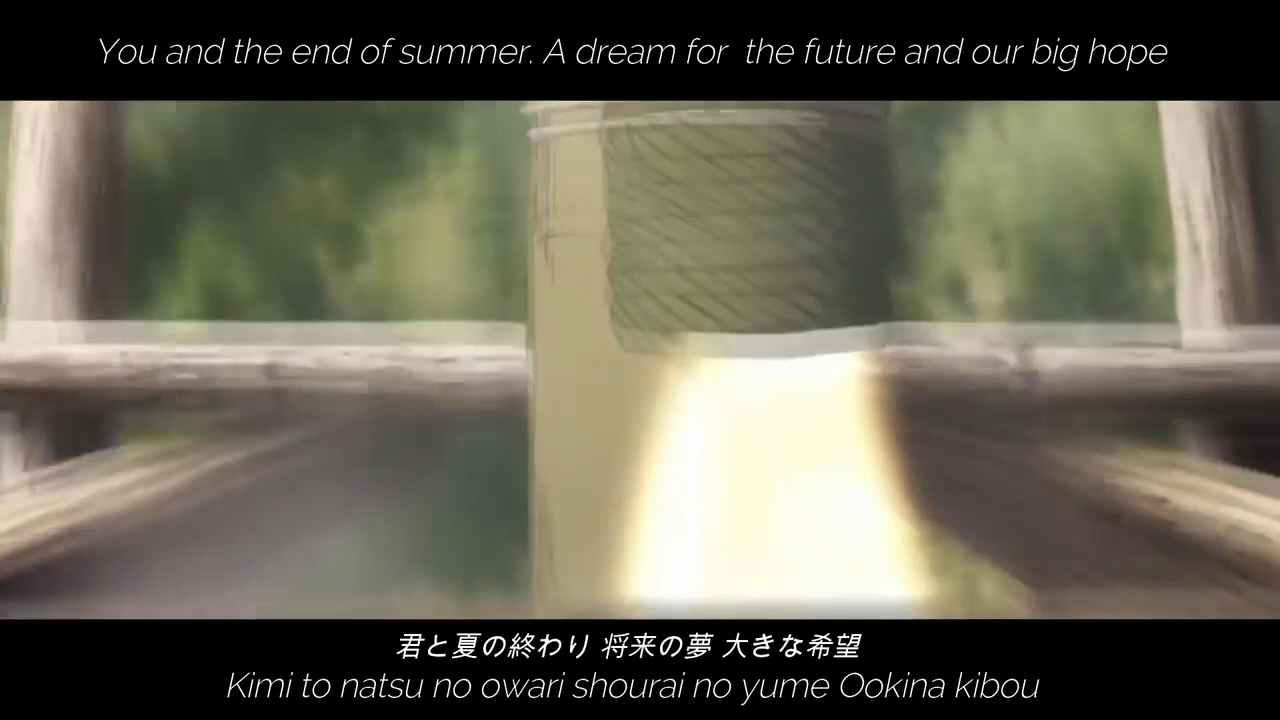 You and the end of summer. A dream for the future and our big hope
君と夏の終わり 将来の夢 大きな希望
Kimi to natsu no owari shourai no yume Ookina kibou